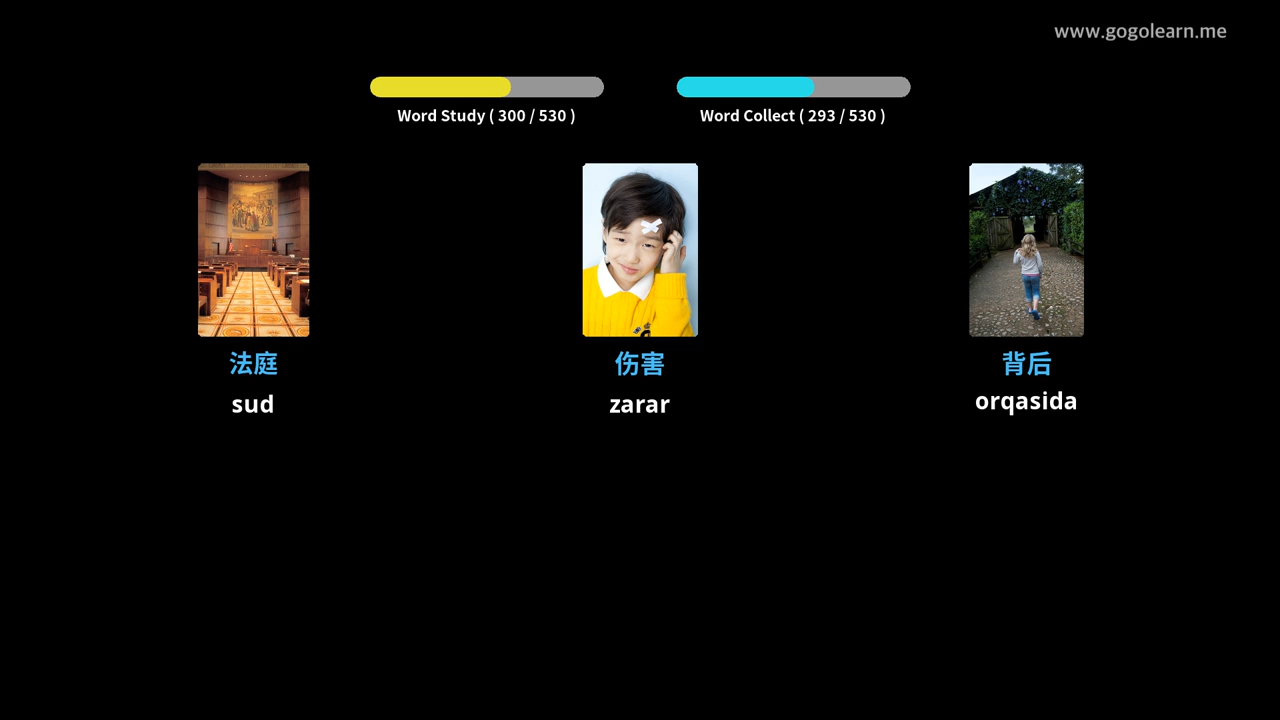 www.gogolearn.me
Word Study ( 300 / 530 )
Word Collect ( 293 / 530 )
法庭
伤害
背后
sud
zarar
orqasida